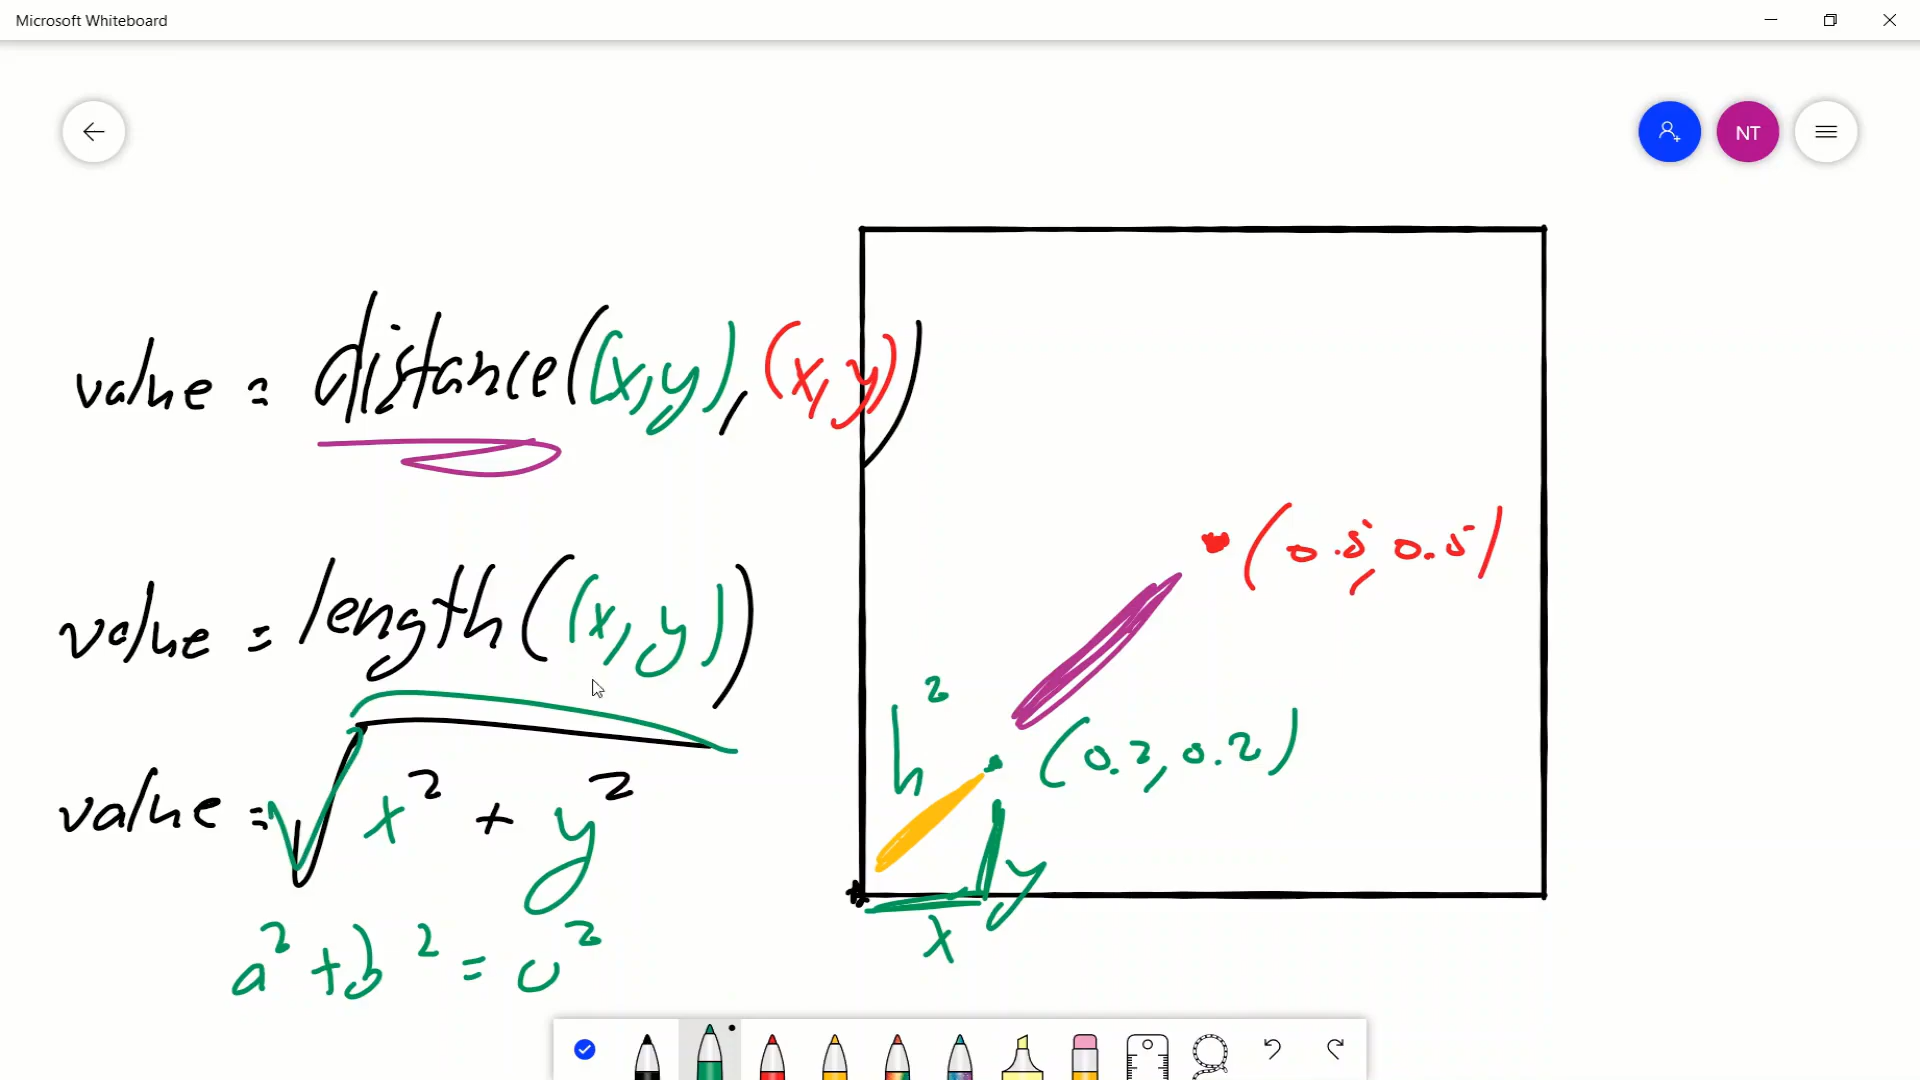 Microsoft Whiteboard
NT
value = distance((x,y),(x,y))
(0.5, 0.5)
value = length((x,y))
h²
(0.2, 0.2)
value = √x² + y²
y
x
a² + b² = c²